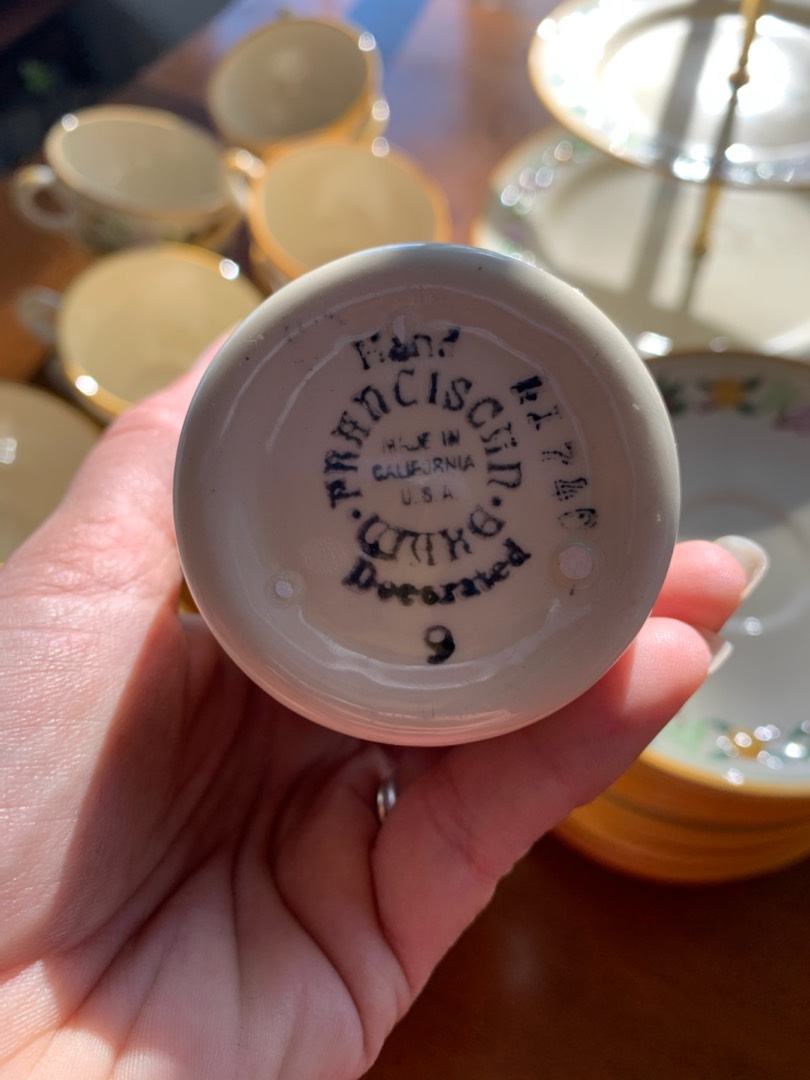 Hand
FRANCISCAN
MADE IN
CALIFORNIA
U.S.A.
· WARE ·
Decorated
9